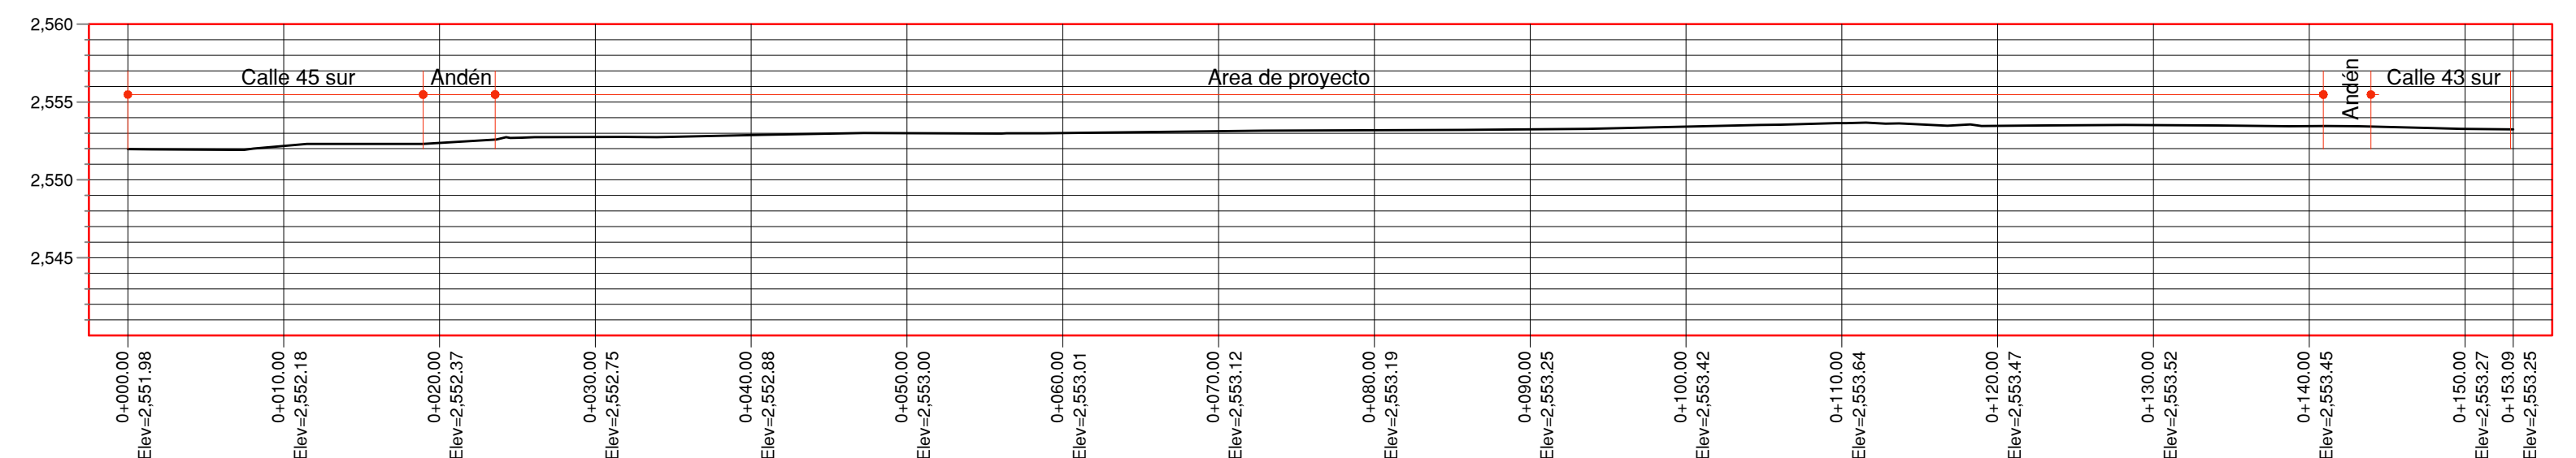 2,560
Calle 45 sur
Andén
Area de proyecto
Andén
Calle 43 sur
2,555
2,550
2,545
0+000.00
Elev=2,551.98
0+010.00
Elev=2,552.18
0+020.00
Elev=2,552.37
0+030.00
Elev=2,552.75
0+040.00
Elev=2,552.88
0+050.00
Elev=2,553.00
0+060.00
Elev=2,553.01
0+070.00
Elev=2,553.12
0+080.00
Elev=2,553.19
0+090.00
Elev=2,553.25
0+100.00
Elev=2,553.42
0+110.00
Elev=2,553.64
0+120.00
Elev=2,553.47
0+130.00
Elev=2,553.52
0+140.00
Elev=2,553.45
0+150.00
Elev=2,553.27
0+153.09
Elev=2,553.25